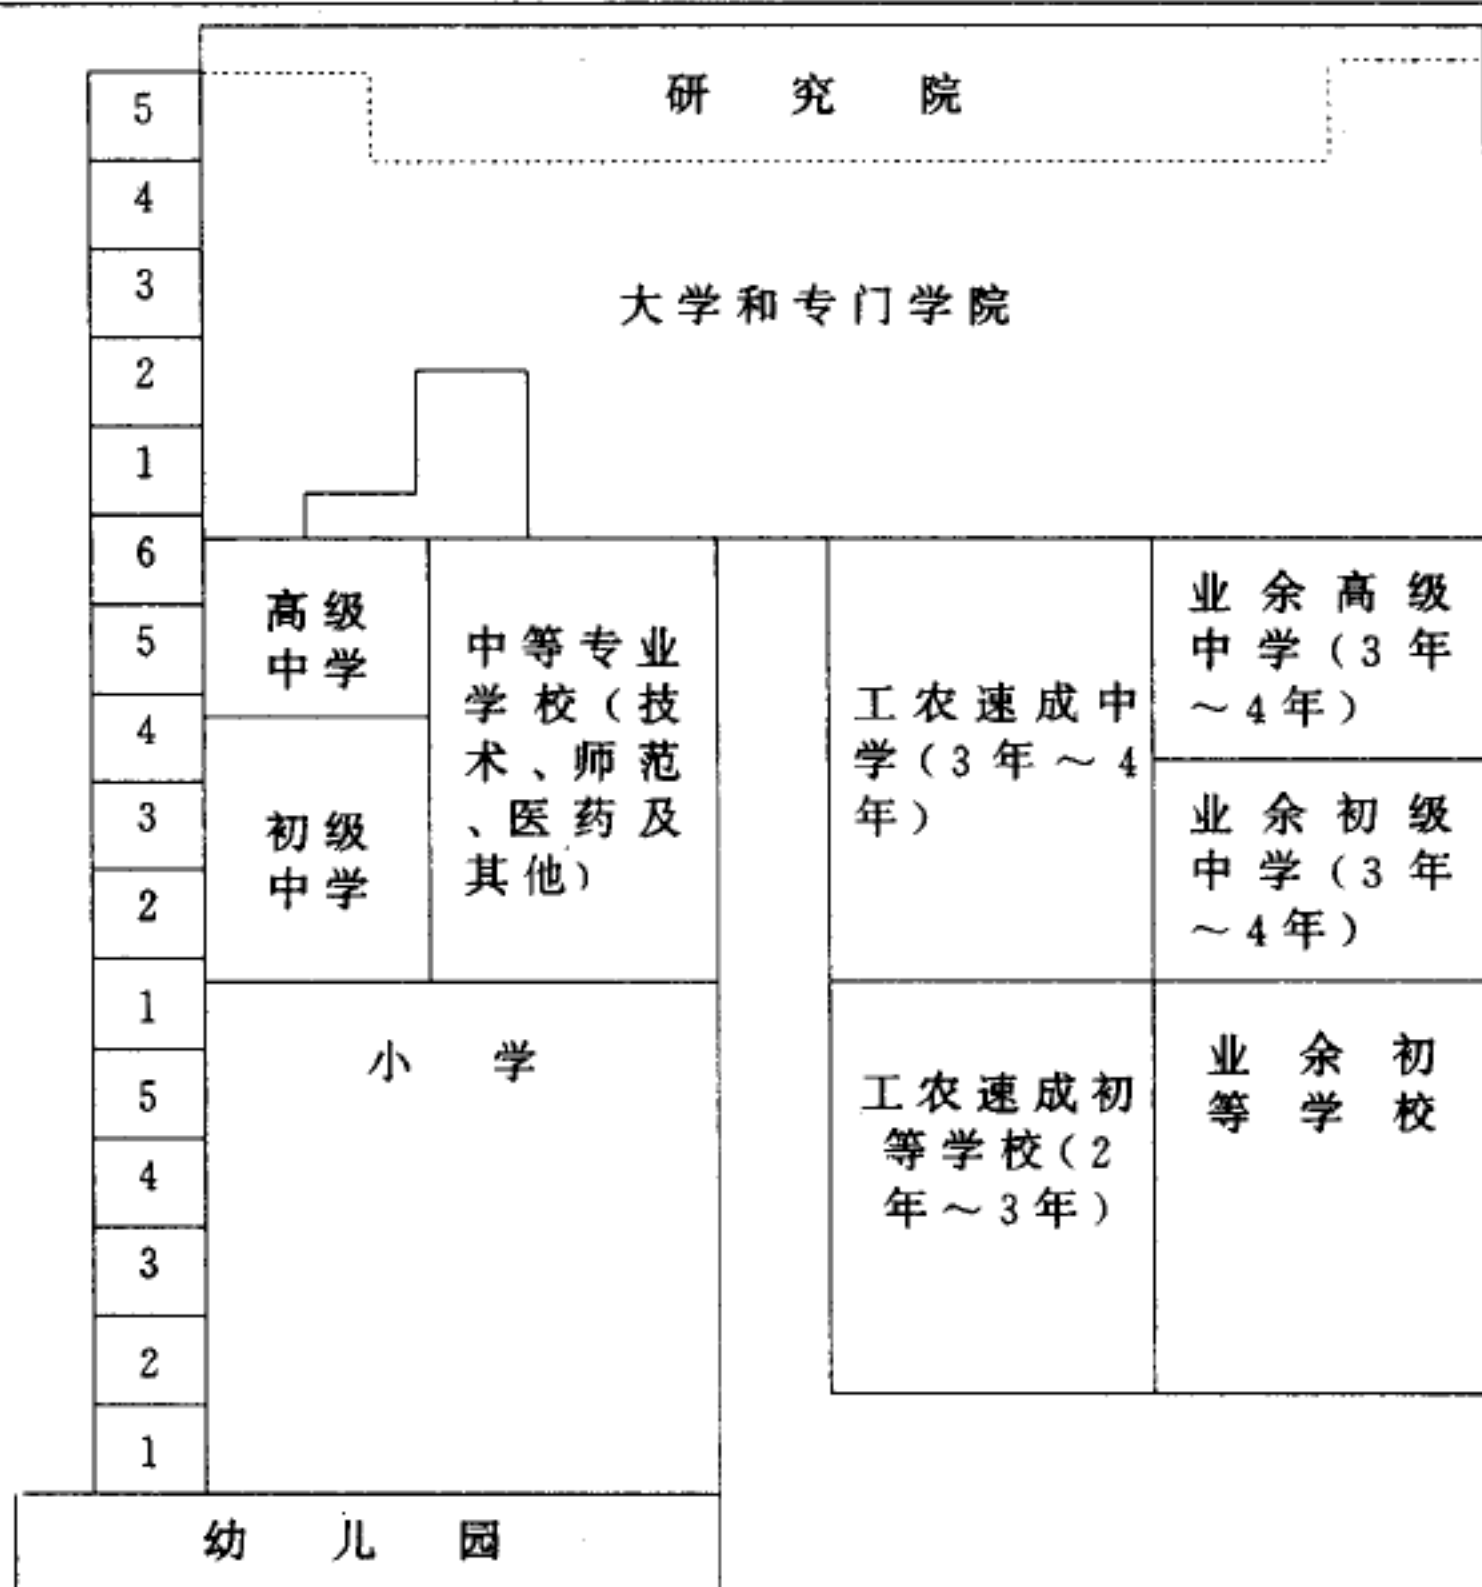 研究院
5
4
3
大学和专门学院
2
1
6
5
4
3
2
1
5
4
3
2
1
高级
中学
初级
中学
中等专业
学校(技
术、师范
、医药及
其他)
工农速成中
学(3年～4
年)
业余高级
中学(3年
～4年)
业余初级
中学(3年
～4年)
小学
工农速成初
等学校(2
年～3年)
业余初
等学校
幼儿园